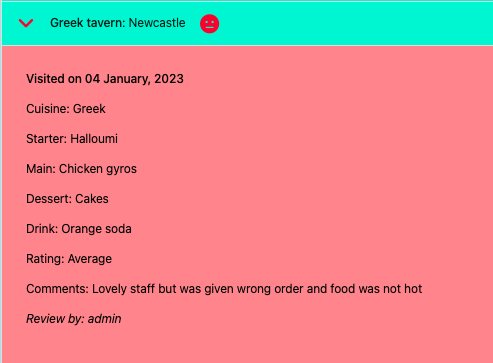 Greek tavern: Newcastle
Visited on 04 January, 2023
Cuisine: Greek
Starter: Halloumi
Main: Chicken gyros
Dessert: Cakes
Drink: Orange soda
Rating: Average
Comments: Lovely staff but was given wrong order and food was not hot
Review by: admin